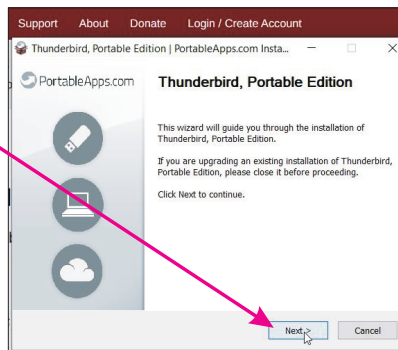 Support About Donate Login / Create Account
Thunderbird, Portable Edition | PortableApps.com Insta...
PortableApps.com
Thunderbird, Portable Edition
This wizard will guide you through the installation of
Thunderbird, Portable Edition.
If you are upgrading an existing installation of Thunderbird,
Portable Edition, please close it before proceeding.
Click Next to continue.
Next > Cancel